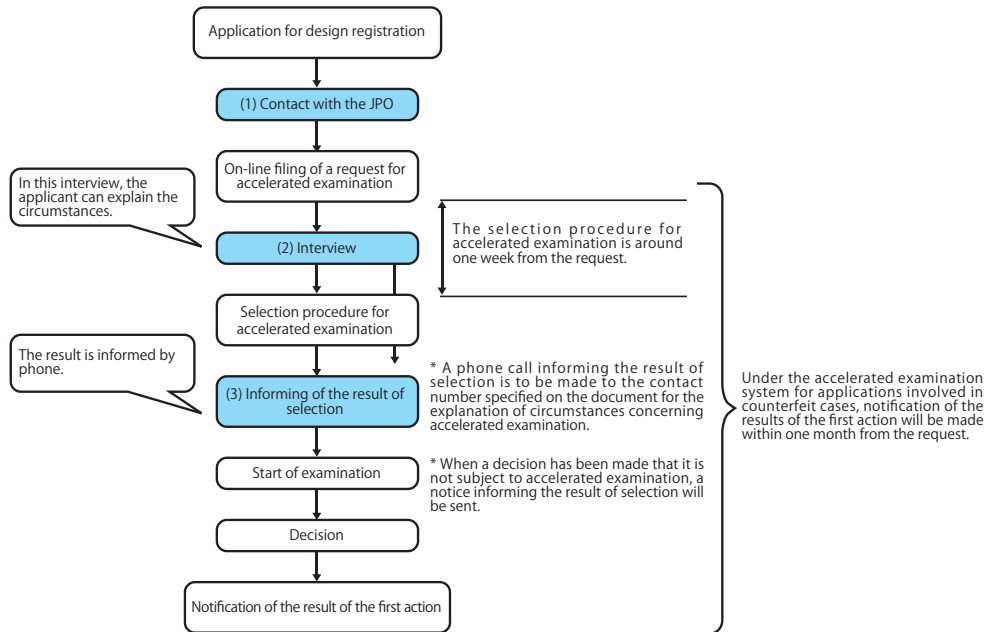 Application for design registration
(1) Contact with the JPO
On-line filing of a request for
accelerated examination
In this interview, the
applicant can explain the
circumstances.
(2) Interview
The selection procedure for
accelerated examination is around
one week from the request.
Selection procedure for
accelerated examination
The result is informed by
phone.
(3) Informing of the result of
selection
* A phone call informing the result of
selection is to be made to the contact
number specified on the document for the
explanation of circumstances concerning
accelerated examination.
* When a decision has been made that it is
not subject to accelerated examination, a
notice informing the result of selection will
be sent.
Under the accelerated examination
system for applications involved in
counterfeit cases, notification of the
results of the first action will be made
within one month from the request.
Start of examination
Decision
Notification of the result of the first action